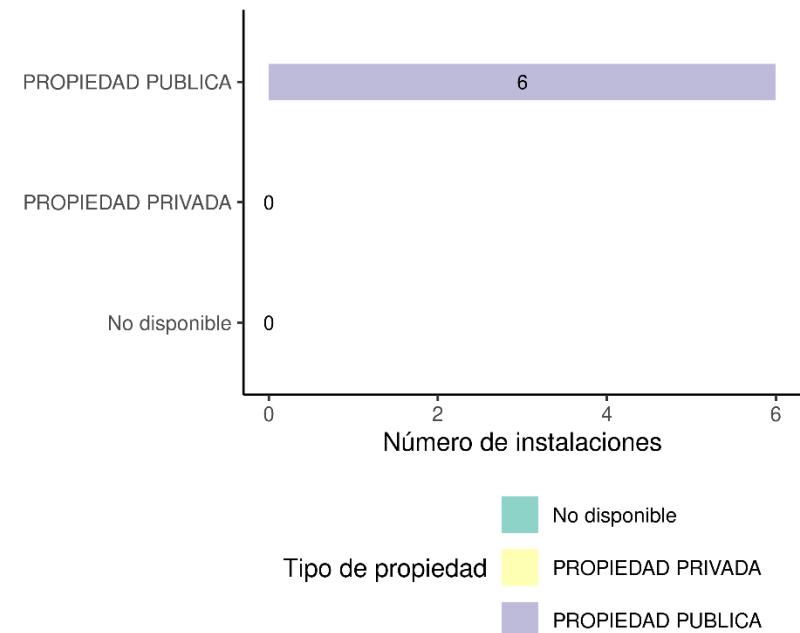 PROPIEDAD PUBLICA
6
PROPIEDAD PRIVADA
0
No disponible
0
0 2 4 6
Número de instalaciones
Tipo de propiedad
No disponible
PROPIEDAD PRIVADA
PROPIEDAD PUBLICA